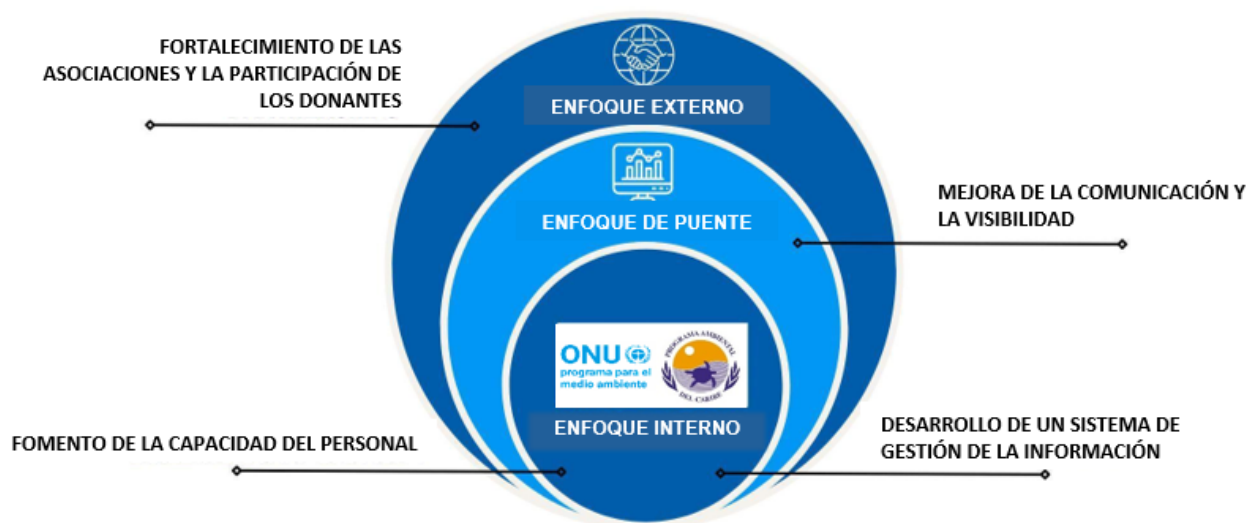 FORTALECIMIENTO DE LAS
ASOCIACIONES Y LA PARTICIPACIÓN DE
LOS DONANTES
ENFOQUE EXTERNO
ENFOQUE DE PUENTE
MEJORA DE LA COMUNICACIÓN Y
LA VISIBILIDAD
ONU
programa para el
medio ambiente
PROGRAMA AMBIENTAL
DEL CARIBE
ENFOQUE INTERNO
FOMENTO DE LA CAPACIDAD DEL PERSONAL
DESARROLLO DE UN SISTEMA DE
GESTIÓN DE LA INFORMACIÓN